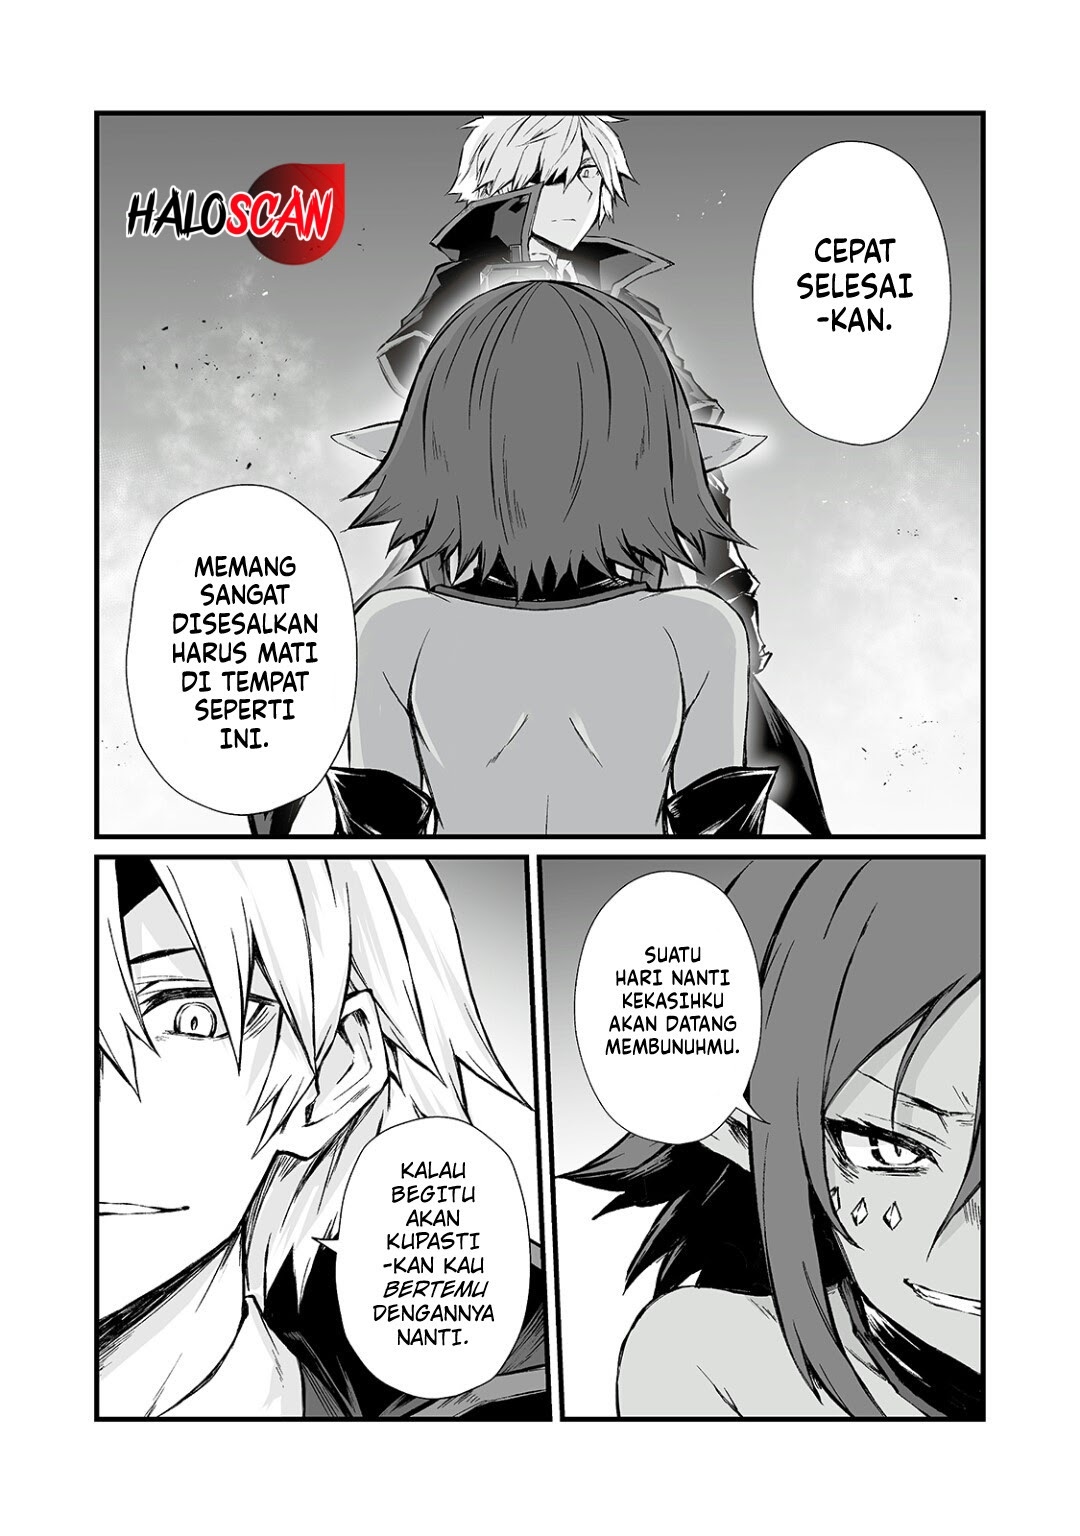 HALOSCAN
CEPAT
SELESAI
-KAN.
MEMANG
SANGAT
DISESALKAN
HARUS MATI
DI TEMPAT
SEPERTI
INI.
SUATU
HARI NANTI
KEKASIHKU
AKAN DATANG
MEMBUNUHMU.
KALAU
BEGITU
AKAN
KUPASTI
-KAN KAU
BERTEMU
DENGANNYA
NANTI.